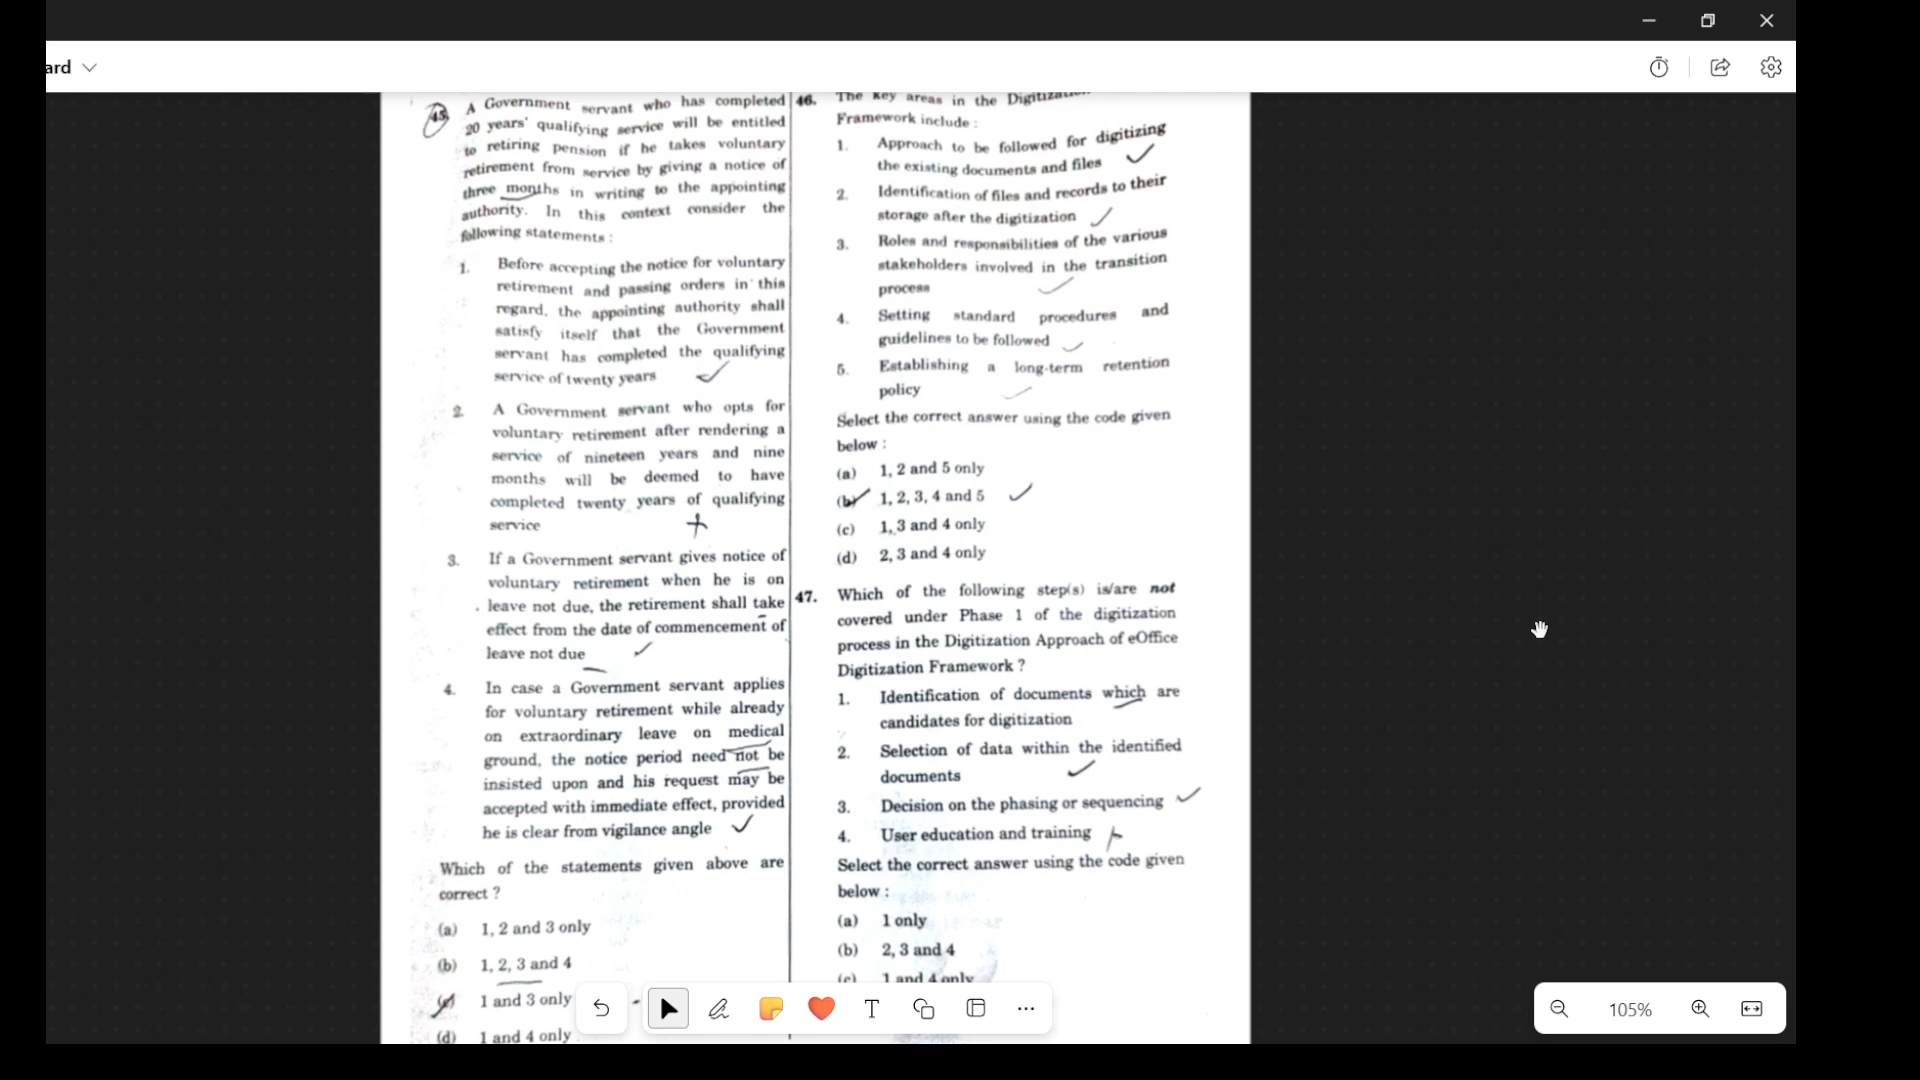 ard
45. A Government servant who has completed
20 years' qualifying service will be entitled
to retiring pension if he takes voluntary
retirement from service by giving a notice of
three months in writing to the appointing
authority. In this context consider the
following statements :
1. Before accepting the notice for voluntary
retirement and passing orders in this
regard, the appointing authority shall
satisfy itself that the Government
servant has completed the qualifying
service of twenty years
2. A Government servant who opts for
voluntary retirement after rendering a
service of nineteen years and nine
months will be deemed to have
completed twenty years of qualifying
service
3. If a Government servant gives notice of
voluntary retirement when he is on
leave not due, the retirement shall take
effect from the date of commencement of
leave not due
4. In case a Government servant applies
for voluntary retirement while already
on extraordinary leave on medical
ground, the notice period need not be
insisted upon and his request may be
accepted with immediate effect, provided
he is clear from vigilance angle
Which of the statements given above are
correct ?
(a) 1, 2 and 3 only
(b) 1, 2, 3 and 4
(c) 1 and 3 only
(d) 1 and 4 only
46. The key areas in the Digitization
Framework include :
1. Approach to be followed for digitizing
the existing documents and files
2. Identification of files and records to their
storage after the digitization
3. Roles and responsibilities of the various
stakeholders involved in the transition
process
4. Setting standard procedures and
guidelines to be followed
5. Establishing a long-term retention
policy
Select the correct answer using the code given
below :
(a) 1, 2 and 5 only
(b) 1, 2, 3, 4 and 5
(c) 1, 3 and 4 only
(d) 2, 3 and 4 only
47. Which of the following step(s) is/are not
covered under Phase 1 of the digitization
process in the Digitization Approach of eOffice
Digitization Framework ?
1. Identification of documents which are
candidates for digitization
2. Selection of data within the identified
documents
3. Decision on the phasing or sequencing
4. User education and training
Select the correct answer using the code given
below :
(a) 1 only
(b) 2, 3 and 4
(c) 1 and 4 only
T
105%